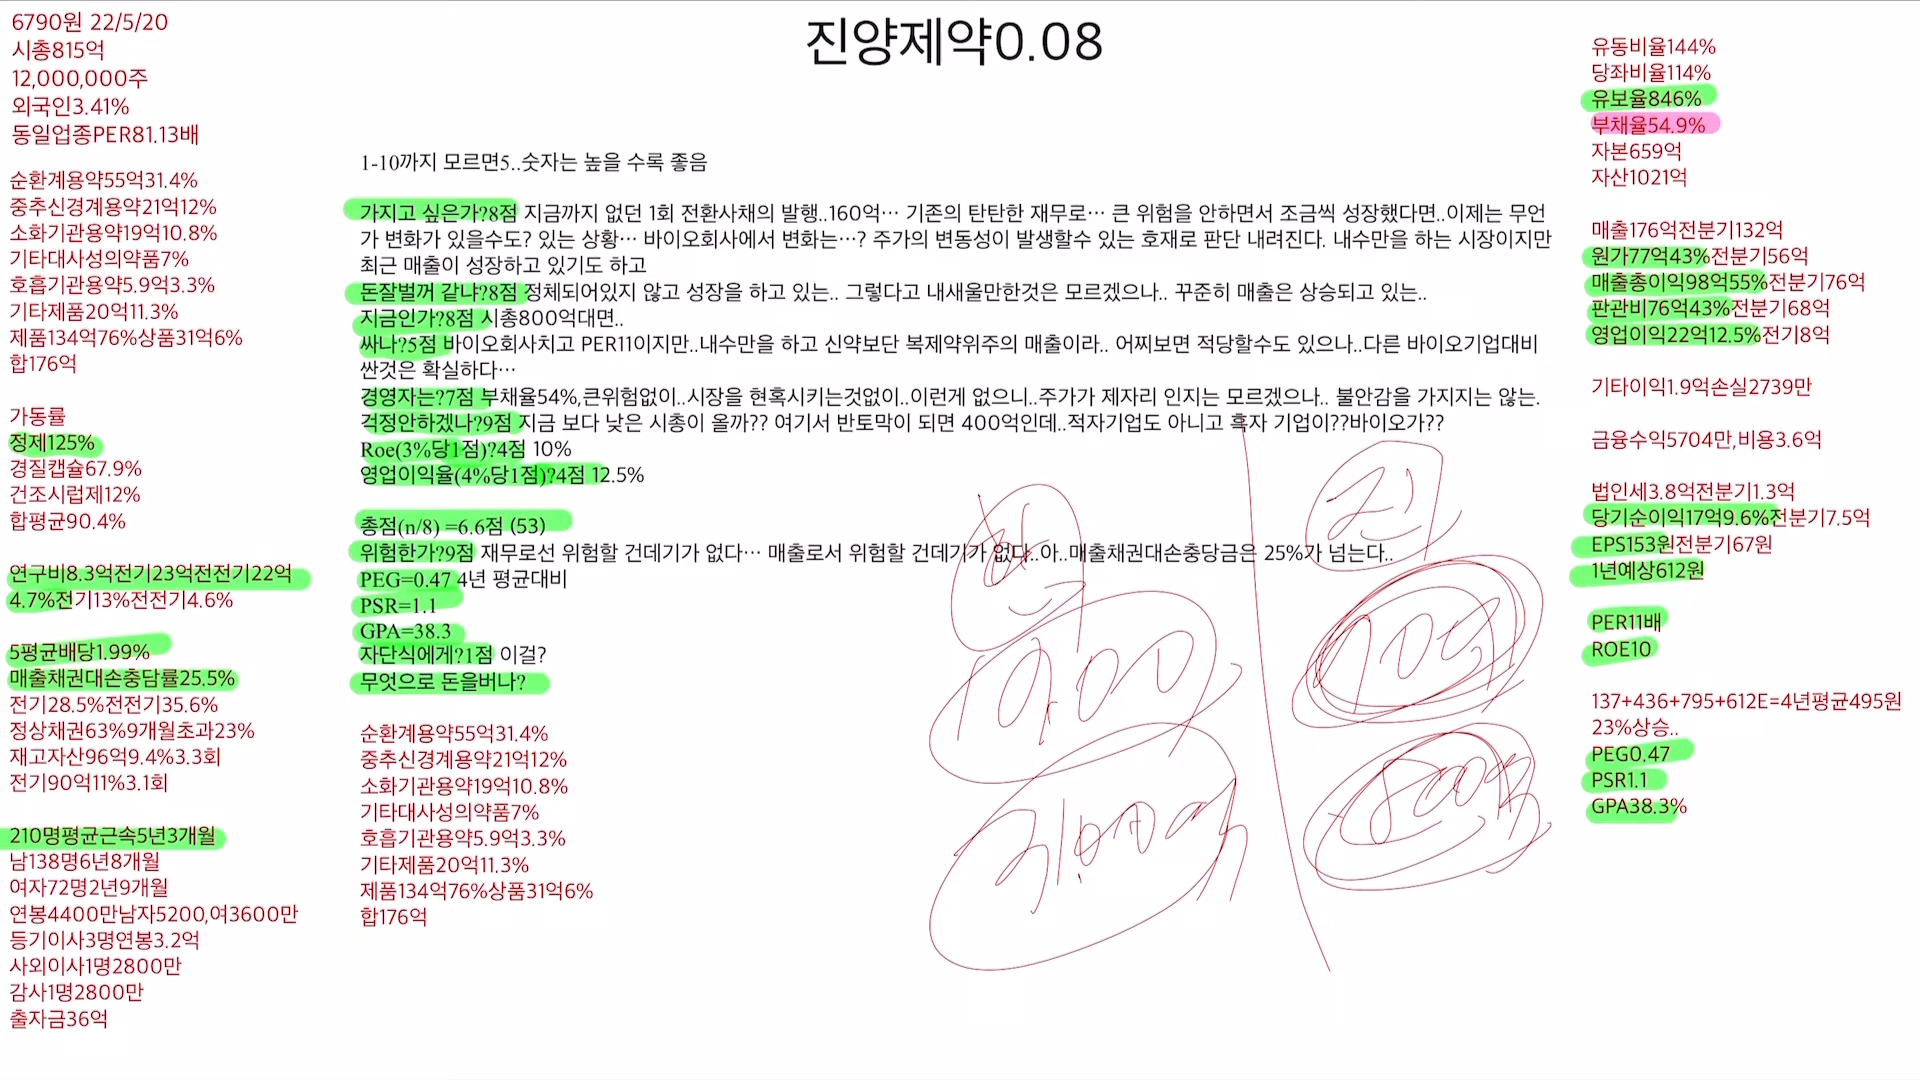 진양제약0.08
6790원 22/5/20
시총815억
12,000,000주
외국인3.41%
동일업종PER81.13배
순환계용약55억31.4%
중추신경계용약21억12%
소화기관용약19억10.8%
기타대사성의약품7%
호흡기관용약5.9억3.3%
기타제품20억11.3%
제품134억76%상품31억6%
합176억
가동률
정제125%
경질캡슐67.9%
건조시럽제12%
합평균90.4%
연구비8.3억전기23억전전기22억
4.7%전기13%전전기4.6%
5평균배당1.99%
매출채권대손충담률25.5%
전기28.5%전전기35.6%
정상채권63%9개월초과23%
재고자산96억9.4%3.3회
전기90억11%3.1회
210명평균근속5년3개월
남138명6년8개월
여자72명2년9개월
연봉4400만남자5200,여3600만
등기이사3명연봉3.2억
사외이사1명2800만
감사1명2800만
출자금36억
1-10까지 모르면5..숫자는 높을 수록 좋음
가지고 싶은가?8점 지금까지 없던 1회 전환사채의 발행..160억… 기존의 탄탄한 재무로… 큰 위험을 안하면서 조금씩 성장했다면..이제는 무언
가 변화가 있을수도? 있는 상황… 바이오회사에서 변화는…? 주가의 변동성이 발생할수 있는 호재로 판단 내려진다. 내수만을 하는 시장이지만
최근 매출이 성장하고 있기도 하고
돈잘벌꺼 같냐?8점 정체되어있지 않고 성장을 하고 있는.. 그렇다고 내새울만한것은 모르겠으나.. 꾸준히 매출은 상승되고 있는..
지금인가?8점 시총800억대면..
싸나?5점 바이오회사치고 PER11이지만..내수만을 하고 신약보단 복제약위주의 매출이라.. 어찌보면 적당할수도 있으나..다른 바이오기업대비
싼것은 확실하다…
경영자는?7점 부채율54%,큰위험없이..시장을 현혹시키는것없이..이런게 없으니..주가가 제자리 인지는 모르겠으나.. 불안감을 가지지는 않는.
걱정안하겠나?9점 지금 보다 낮은 시총이 올까?? 여기서 반토막이 되면 400억인데..적자기업도 아니고 흑자 기업이??바이오가??
Roe(3%당1점)?4점 10%
영업이익율(4%당1점)?4점 12.5%
총점(n/8) =6.6점 (53)
위험한가?9점 재무로선 위험할 건데기가 없다… 매출로서 위험할 건데기가 없다..아..매출채권대손충당금은 25%가 넘는다..
PEG=0.47 4년 평균대비
PSR=1.1
GPA=38.3
자단식에게?1점 이걸?
무엇으로 돈을버나?
순환계용약55억31.4%
중추신경계용약21억12%
소화기관용약19억10.8%
기타대사성의약품7%
호흡기관용약5.9억3.3%
기타제품20억11.3%
제품134억76%상품31억6%
합176억
진
800억
유동비율144%
당좌비율114%
유보율846%
부채율54.9%
자본659억
자산1021억
매출176억전분기132억
원가77억43%전분기56억
매출총이익98억55%전분기76억
판관비76억43%전분기68억
영업이익22억12.5%전기8억
기타이익1.9억손실2739만
금융수익5704만,비용3.6억
법인세3.8억전분기1.3억
당기순이익17억9.6%전분기7.5억
EPS153원전분기67원
1년예상612원
PER11배
ROE10
137+436+795+612E=4년평균495원
23%상승..
PEG0.47
PSR1.1
GPA38.3%